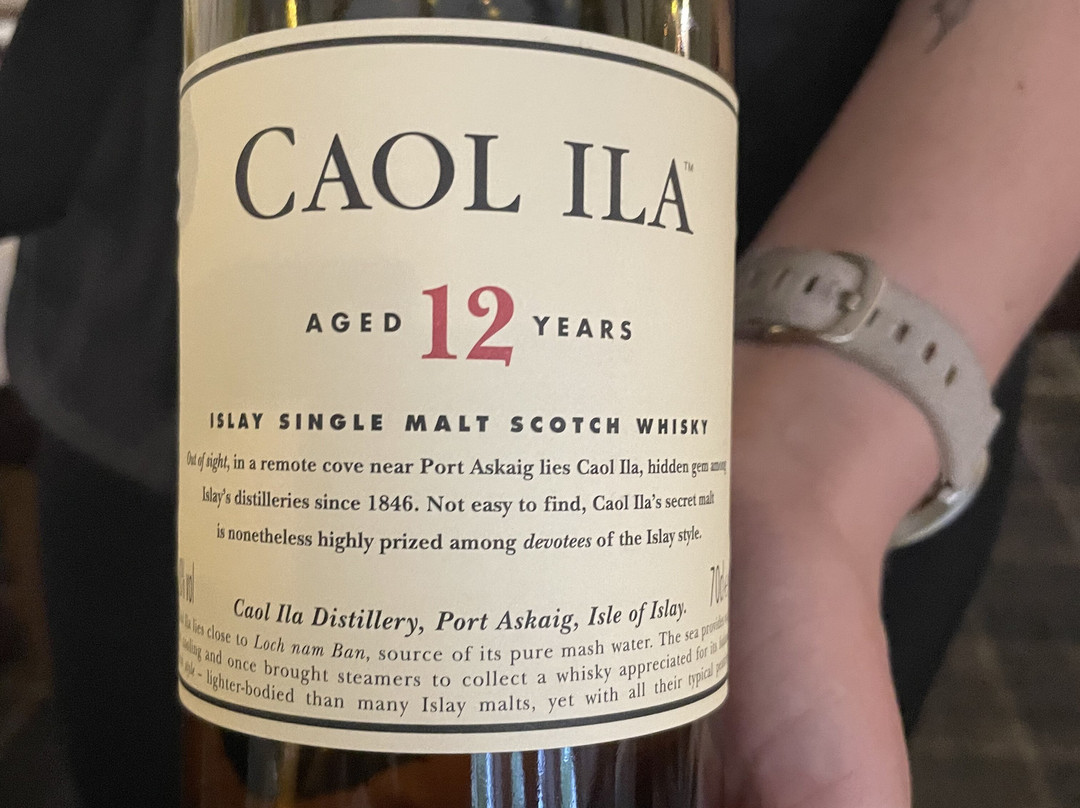 CAOL ILA™
AGED 12 YEARS
ISLAY SINGLE MALT SCOTCH WHISKY
Out of sight, in a remote cove near Port Askaig lies Caol Ila, hidden gem among
Islay's distilleries since 1846. Not easy to find, Caol Ila's secret malt
is nonetheless highly prized among devotees of the Islay style.
vol 70cl
Caol Ila Distillery, Port Askaig, Isle of Islay.
lies close to Loch nam Ban, source of its pure mash water. The sea provides
and once brought steamers to collect a whisky appreciated for its
style - lighter-bodied than many Islay malts, yet with all their typical